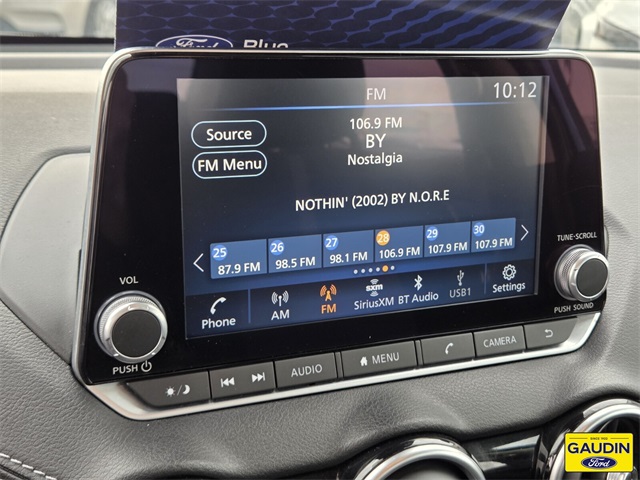 Ford Blue
FM 10:12
Source
106.9 FM
BY
FM Menu
Nostalgia
NOTHIN' (2002) BY N.O.R.E
25 26 27 28 29 30
87.9 FM 98.5 FM 98.1 FM 106.9 FM 107.9 FM 107.9 FM
Phone AM FM SiriusXM BT Audio USB1 Settings
sxm
TUNE·SCROLL
PUSH SOUND
VOL
PUSH
AUDIO MENU CAMERA
GAUDIN
Ford